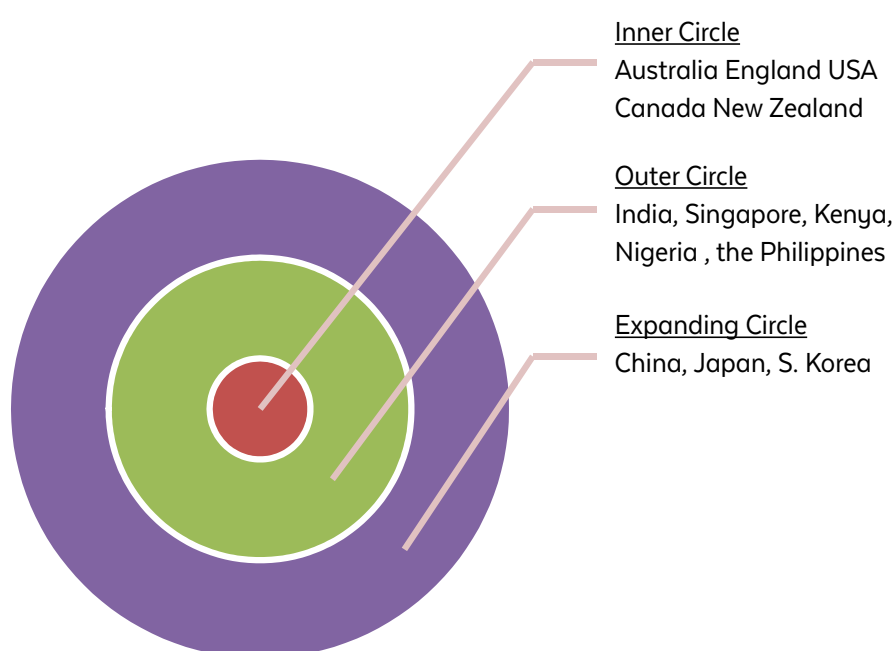 Inner Circle
Australia England USA
Canada New Zealand
Outer Circle
India, Singapore, Kenya,
Nigeria , the Philippines
Expanding Circle
China, Japan, S. Korea